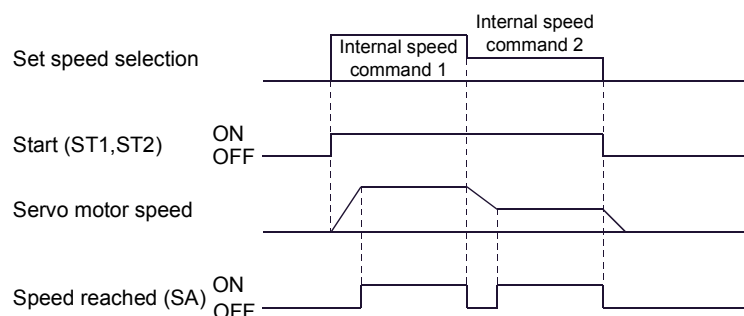 Set speed selection
Internal speed
command 1
Internal speed
command 2
Start (ST1,ST2)
ON
OFF
Servo motor speed
Speed reached (SA)
ON
OFF